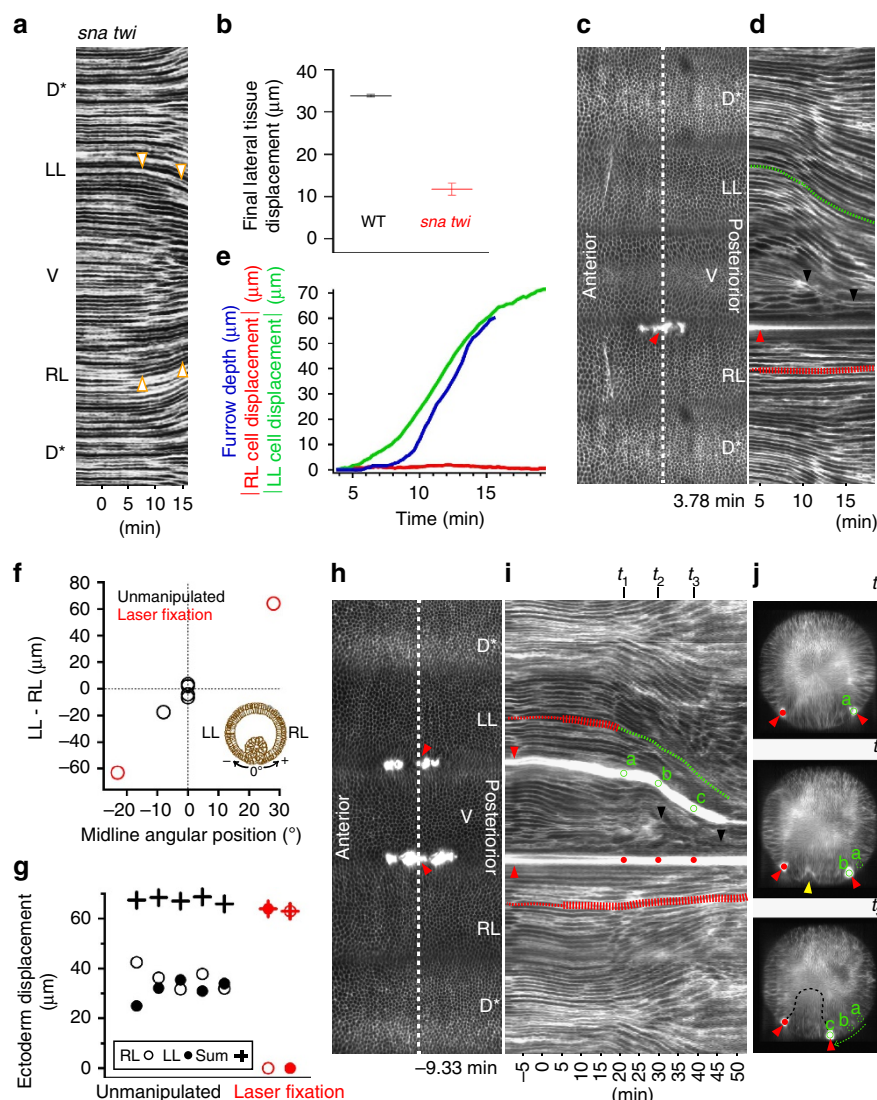 a
sna twi
D*
LL
V
RL
D*
0 5 10 15
(min)
b
Final lateral tissue
displacement (μm)
40
30
20
10
0
WT
sna twi
c
D*
LL
Anterior
V
Posteriorior
RL
D*
3.78 min
d
5 10 15
(min)
e
Furrow depth (μm)
|RL cell displacement| (μm)
|LL cell displacement| (μm)
70
60
50
40
30
20
10
0
5 10 15
Time (min)
f
LL - RL (μm)
80
60
40
20
0
−20
−40
−60
Unmanipulated
Laser fixation
LL
RL
− 0° +
−20 −10 0 10 20 30
Midline angular position (°)
g
Ectoderm displacement
(μm)
60
40
20
0
RL LL Sum
Unmanipulated
Laser fixation
h
D*
LL
Anterior
V
Posteriorior
RL
D*
−9.33 min
i
t1 t2 t3
a
b
c
-5 0 5 10 15 20 25 30 35 40 45 50
(min)
j
t
a
t
a
b
t
a
b
c